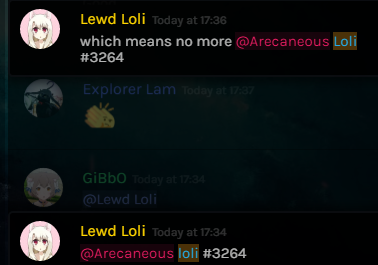 Lewd Loli Today at 17:36
which means no more @Arecaneous Loli
#3264
Explorer Lam Today at 17:37
GiBbO Today at 17:34
@Lewd Loli
Lewd Loli Today at 17:34
@Arecaneous loli #3264